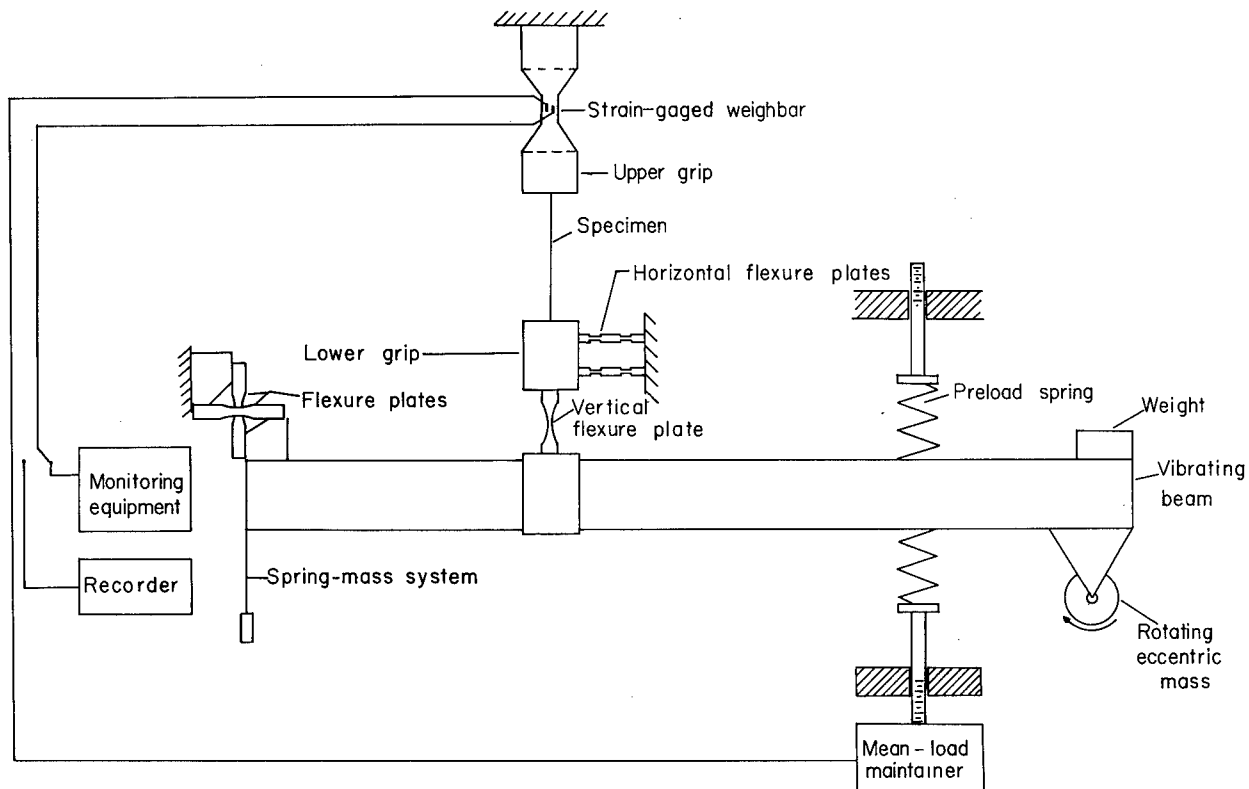 Strain-gaged weighbar
Upper grip
Specimen
Horizontal flexure plates
Lower grip
Flexure plates
Vertical
flexure plate
Preload spring
Weight
Vibrating
beam
Monitoring
equipment
Recorder
Spring-mass system
Rotating
eccentric
mass
Mean-load
maintainer